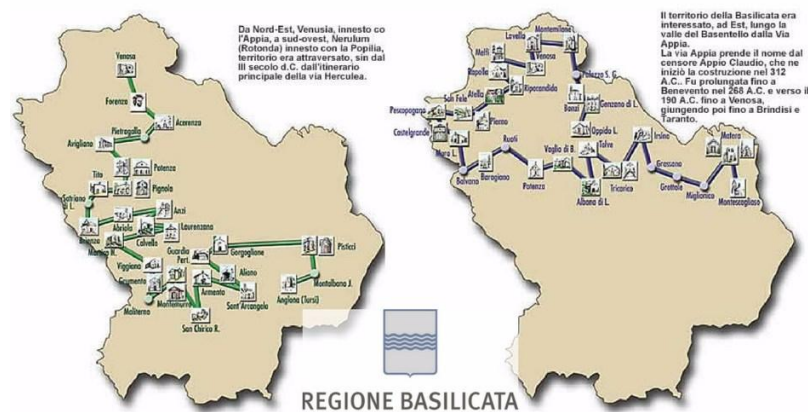 Da Nord-Est, Venusia, innesto co
l'Appia, a sud-ovest, Nerulum
(Rotonda) innesto con la Popilia,
territorio era attraversato, sin dal
III secolo d.C. dall'itinerario
principale della via Herculea.
Venosa
Forenza
Acerenza
Pietragalla
Avigliano
Potenza
Tito
Pignola
Satriano
di L.
Anzi
Abriola
Laurenzana
Brienza
Calvello
Marsico N.
Guardia
Pert.
Gorgoglione
Pisticci
Viggiano
Aliano
Grumento
Armento
Montalbano J.
Montemurro
Sant'Arcangelo
Anglona (Tursi)
Moliterno
San Chirico R.
Il territorio della Basilicata era
interessato, ad Est, lungo la
valle del Basentello dalla Via
Appia.
La via Appia prende il nome dal
censore Appio Claudio, che ne
iniziò la costruzione nel 312
A.C.. Fu prolungata fino a
Benevento nel 268 A.C. e verso il
190 A.C. fino a Venosa,
giungendo poi fino a Brindisi e
Taranto.
Montemilone
Lavello
Melfi
Venosa
Rapolla
Palazzo S. G.
Atella
Ripacandida
San Fele
Pescopagano
Banzi
Genzano di L.
Pierno
Castelgrande
Oppido L.
Irsina
Matera
Muro L.
Ruoti
Vaglio di B.
Tolve
Balvano
Baragiano
Grassano
Potenza
Tricarico
Grottole
Albano di L.
Miglionico
Montescaglioso
REGIONE BASILICATA